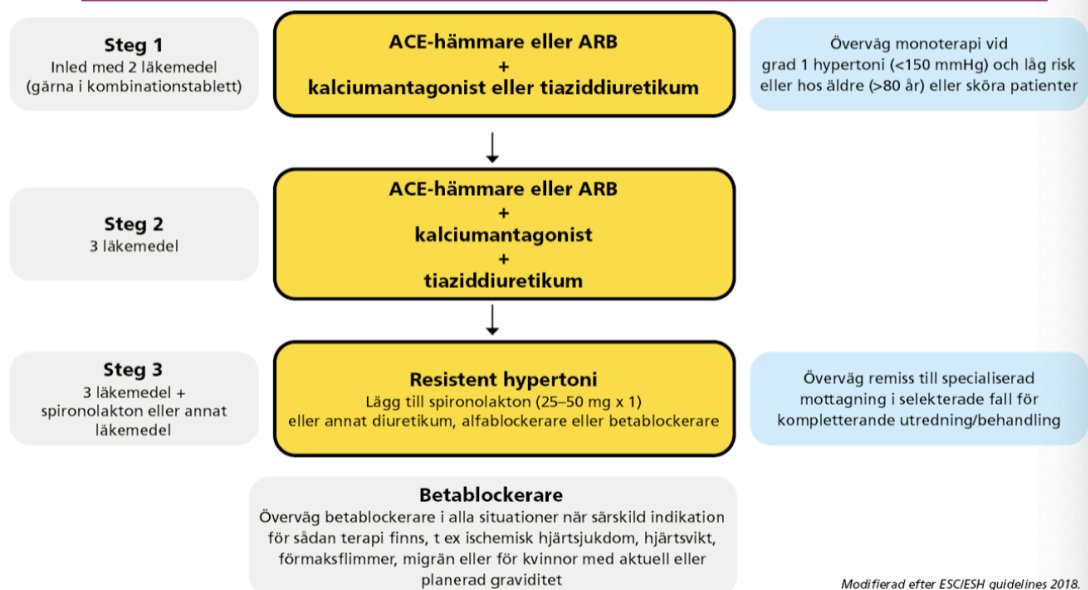 Steg 1
Inled med 2 läkemedel
(gärna i kombinationstablett)
ACE-hämmare eller ARB
+
kalciumantagonist eller tiaziddiuretikum
Överväg monoterapi vid
grad 1 hypertoni (<150 mmHg) och låg risk
eller hos äldre (>80 år) eller sköra patienter
Steg 2
3 läkemedel
ACE-hämmare eller ARB
+
kalciumantagonist
+
tiaziddiuretikum
Steg 3
3 läkemedel +
spironolakton eller annat
läkemedel
Resistent hypertoni
Lägg till spironolakton (25–50 mg x 1)
eller annat diuretikum, alfablockerare eller betablockerare
Överväg remiss till specialiserad
mottagning i selekterade fall för
kompletterande utredning/behandling
Betablockerare
Överväg betablockerare i alla situationer när särskild indikation
för sådan terapi finns, t ex ischemisk hjärtsjukdom, hjärtsvikt,
förmaksflimmer, migrän eller för kvinnor med aktuell eller
planerad graviditet
Modifierad efter ESC/ESH guidelines 2018.